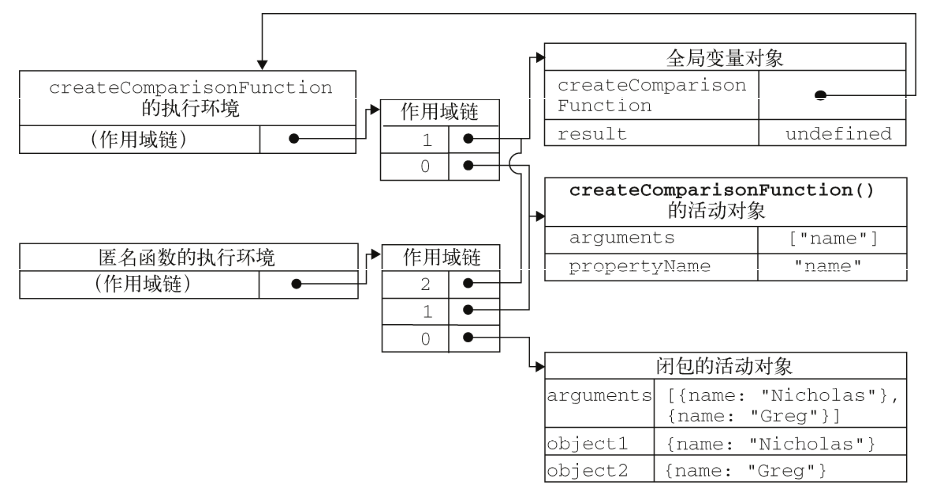 createComparisonFunction
的执行环境
(作用域链)
作用域链
1
0
全局变量对象
createComparison
Function
result undefined
createComparisonFunction()
的活动对象
arguments ["name"]
propertyName "name"
匿名函数的执行环境
(作用域链)
作用域链
2
1
0
闭包的活动对象
arguments [{name: "Nicholas"},
{name: "Greg"}]
object1 {name: "Nicholas"}
object2 {name: "Greg"}